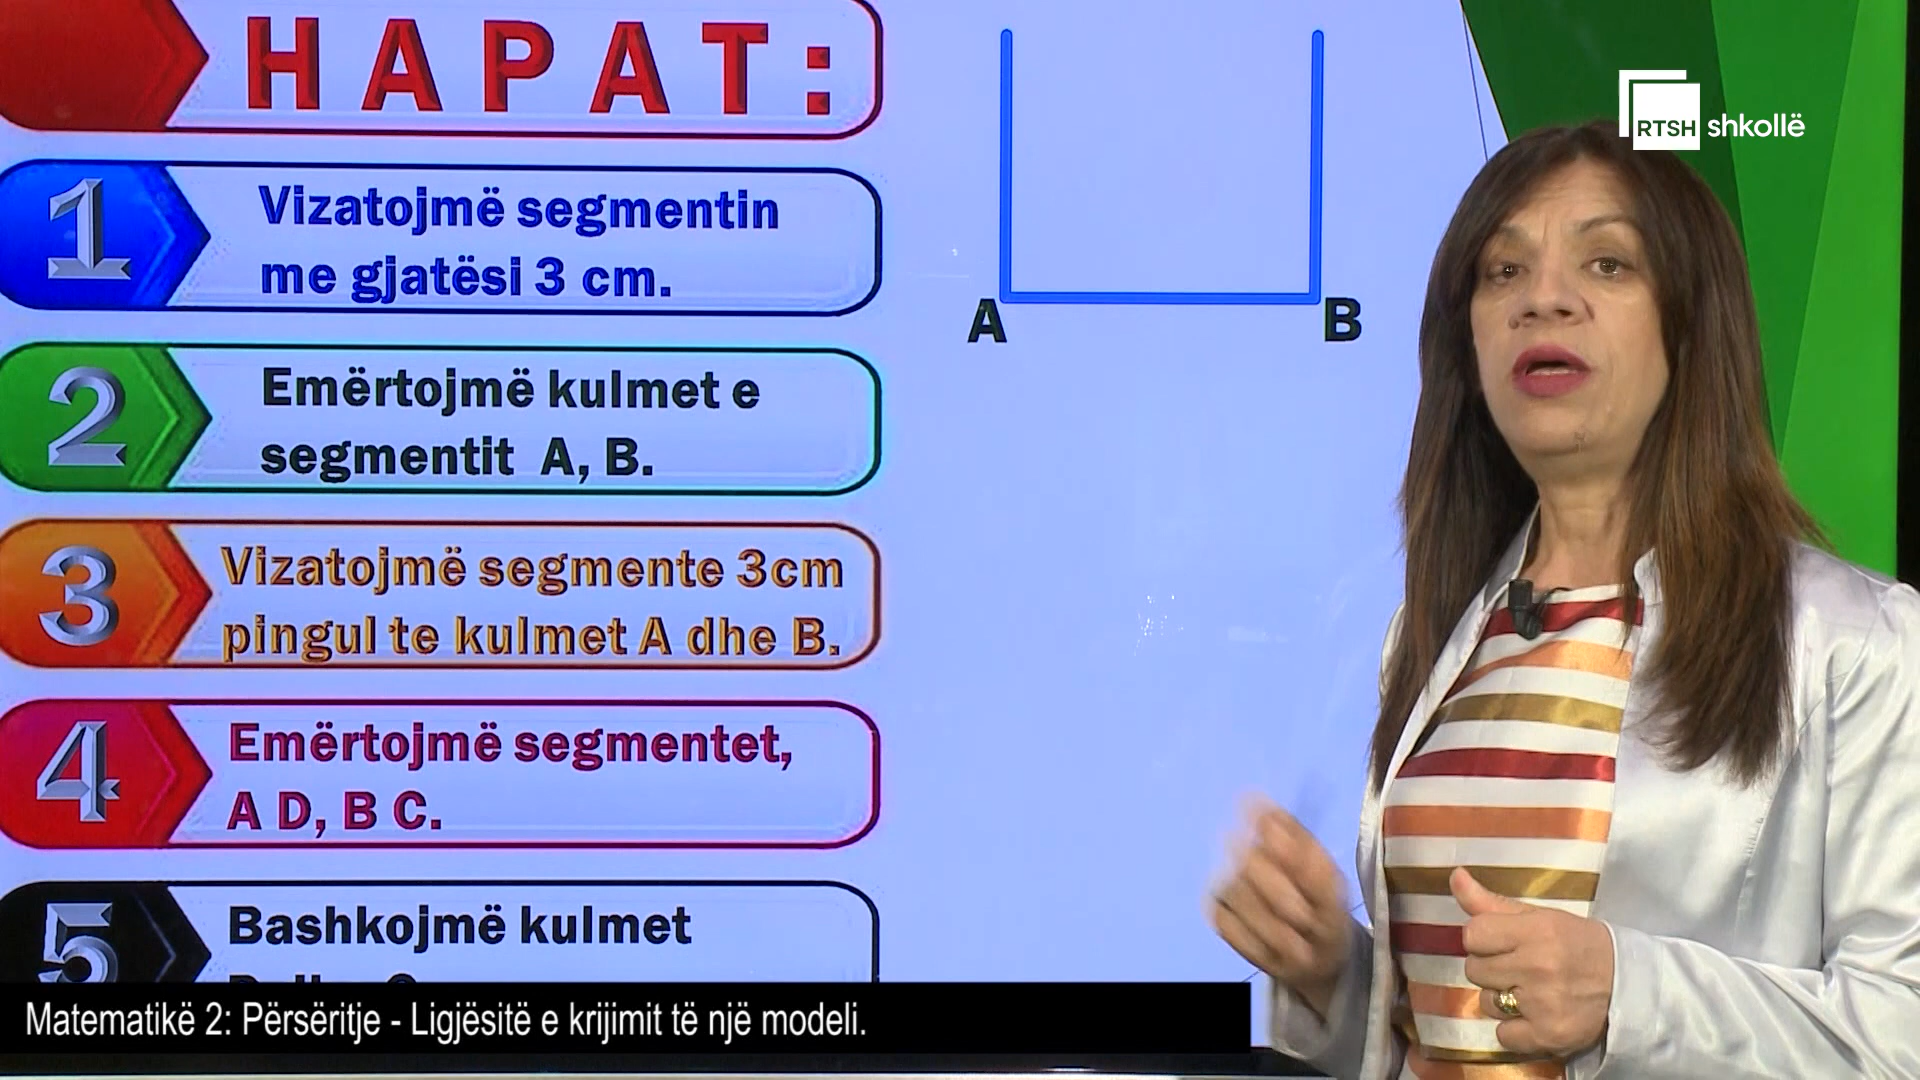 HAPAT:
1
Vizatojmë segmentin
me gjatësi 3 cm.
2
Emërtojmë kulmet e
segmentit A, B.
3
Vizatojmë segmente 3cm
pingul te kulmet A dhe B.
4
Emërtojmë segmentet,
A D, B C.
5
Bashkojmë kulmet
A
B
RTSH shkollë
Matematikë 2: Përsëritje - Ligjësitë e krijimit të një modeli.